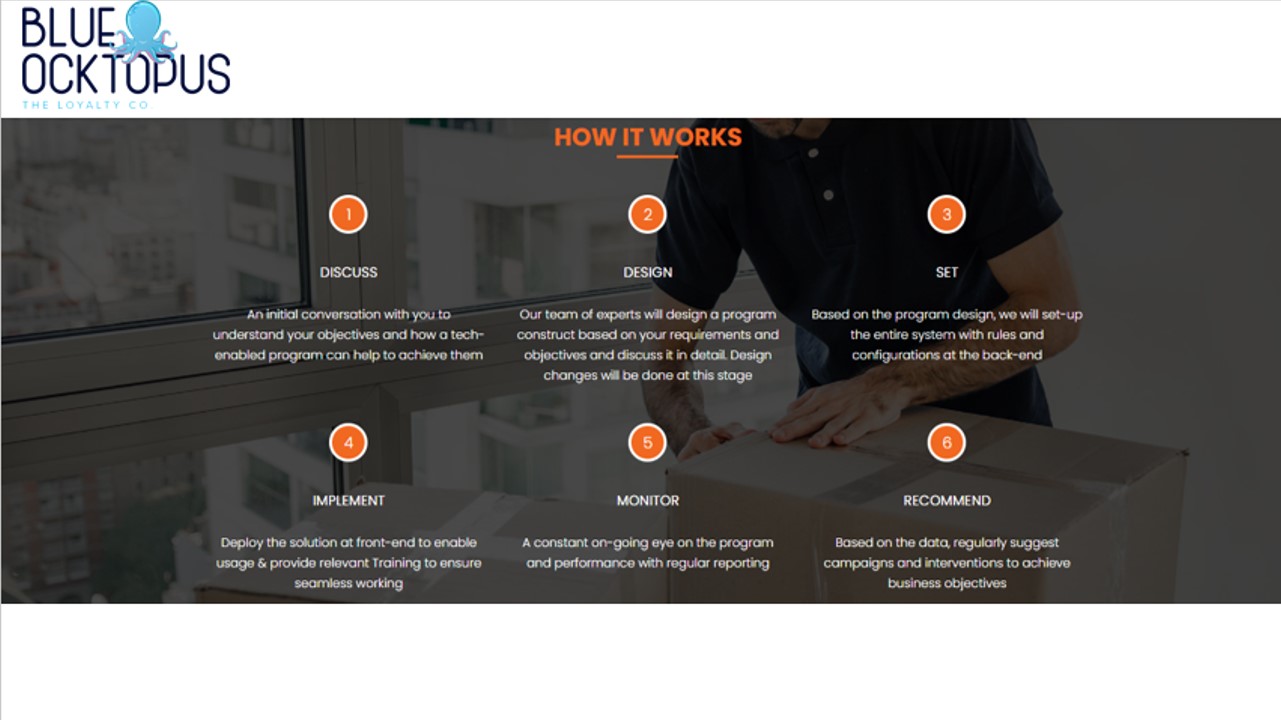 BLUE
OCKTOPUS
THE LOYALTY CO.
HOW IT WORKS
1
DISCUSS
An initial conversation with you to
understand your objectives and how a tech-
enabled program can help to achieve them
2
DESIGN
Our team of experts will design a program
construct based on your requirements and
objectives and discuss it in detail. Design
changes will be done at this stage
3
SET
Based on the program design, we will set-up
the entire system with rules and
configurations at the back-end
4
IMPLEMENT
Deploy the solution at front-end to enable
usage & provide relevant Training to ensure
seamless working
5
MONITOR
A constant on-going eye on the program
and performance with regular reporting
6
RECOMMEND
Based on the data, regularly suggest
campaigns and interventions to achieve
business objectives